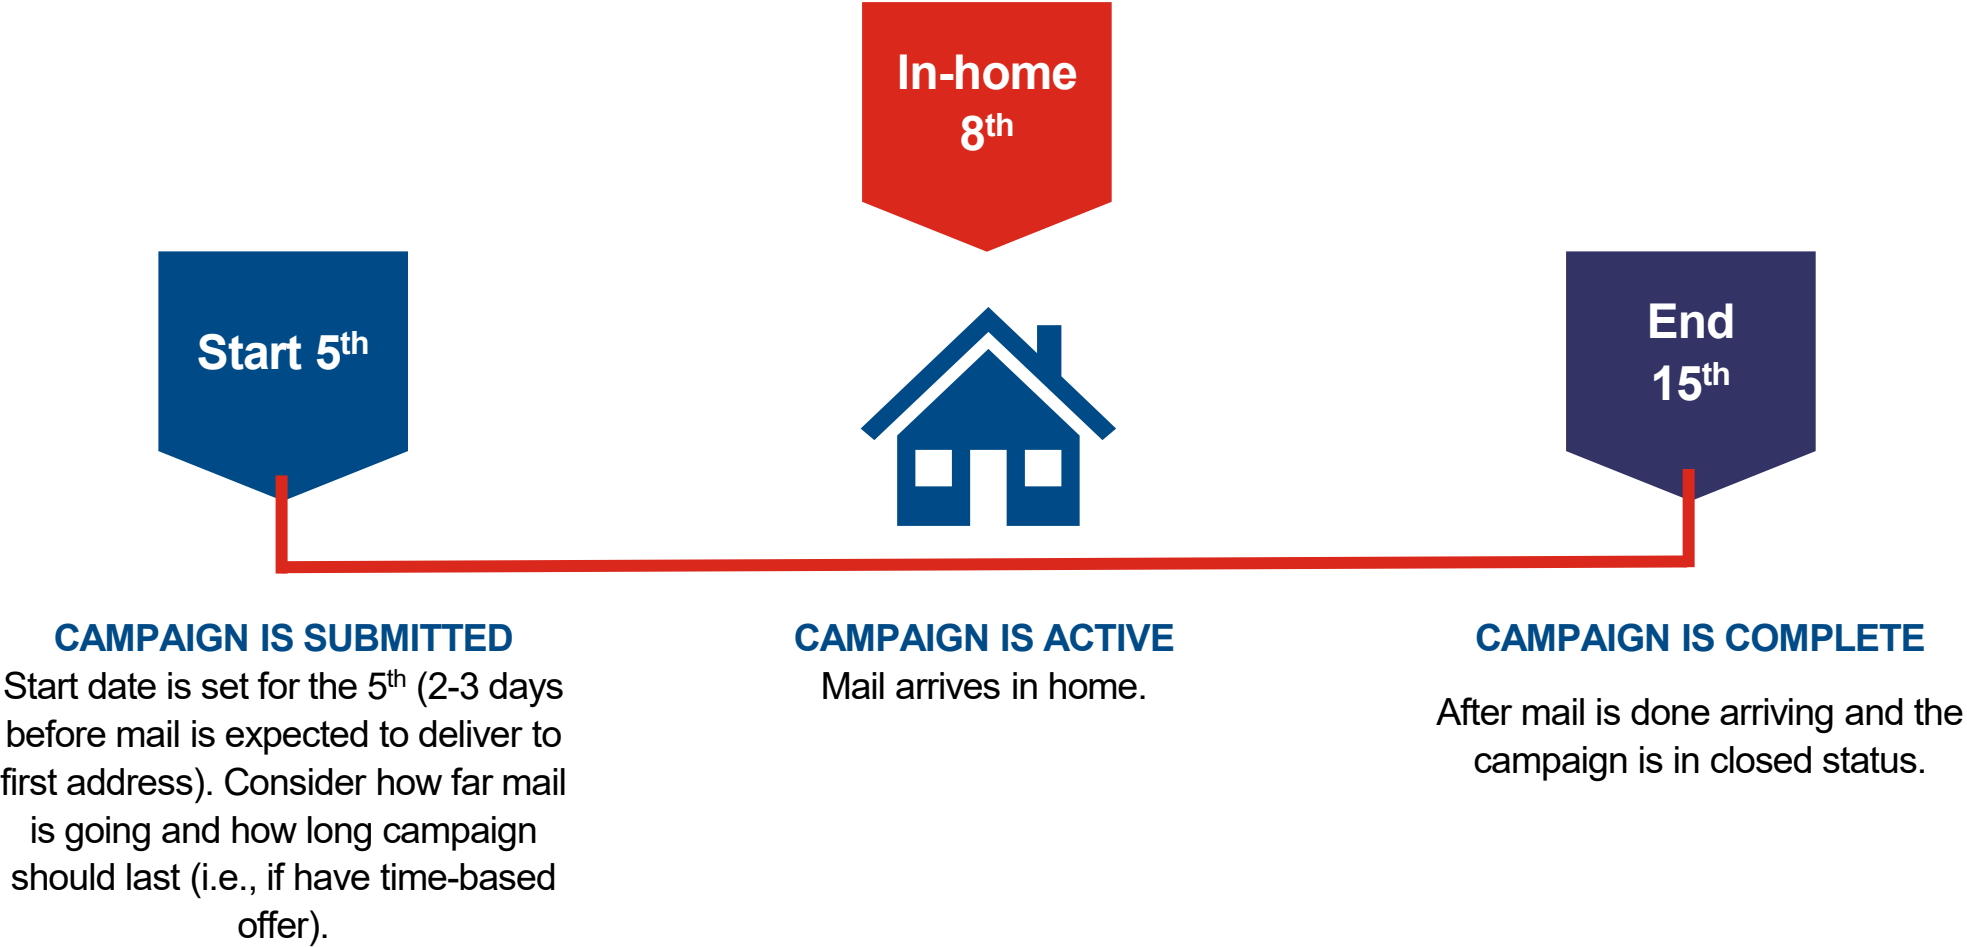 In-home
8th
Start 5th
End
15th
CAMPAIGN IS SUBMITTED
Start date is set for the 5th (2-3 days
before mail is expected to deliver to
first address). Consider how far mail
is going and how long campaign
should last (i.e., if have time-based
offer).
CAMPAIGN IS ACTIVE
Mail arrives in home.
CAMPAIGN IS COMPLETE
After mail is done arriving and the
campaign is in closed status.